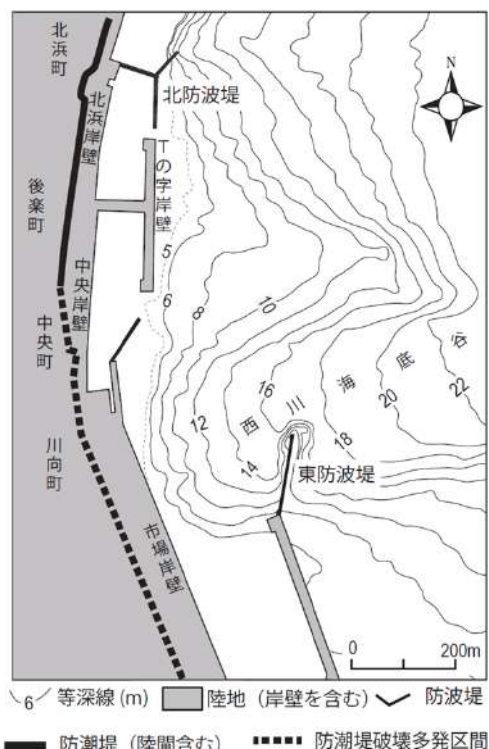 北浜町
北浜岸壁
北防波堤
N
Tの字岸壁
後楽町
5
6
8
10
中央岸壁
中央町
12
14
16
18
20
22
西川海底谷
川向町
東防波堤
市場岸壁
0 200m
6 等深線 (m) 陸地 (岸壁を含む) 防波堤
防潮堤 (陸閘含む) 防潮堤破壊多発区間